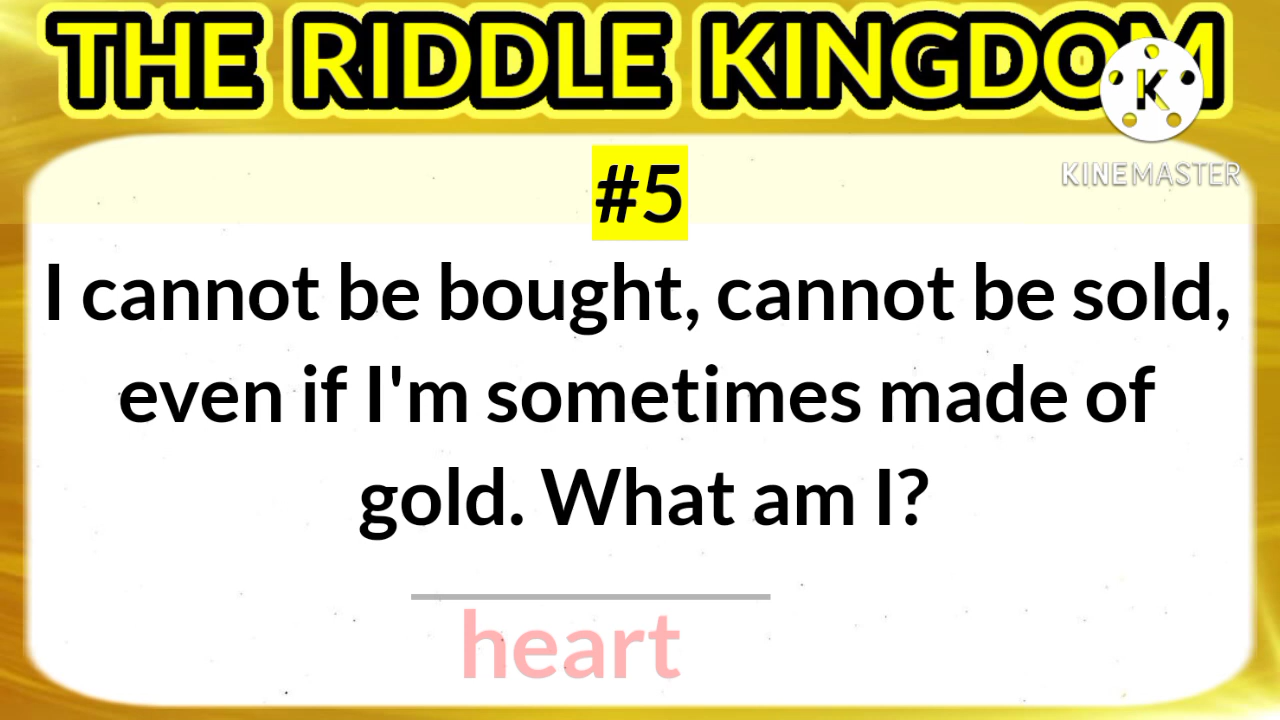 THE RIDDLE KINGDOM
K
KINEMASTER
#5
I cannot be bought, cannot be sold,
even if I'm sometimes made of
gold. What am I?
heart